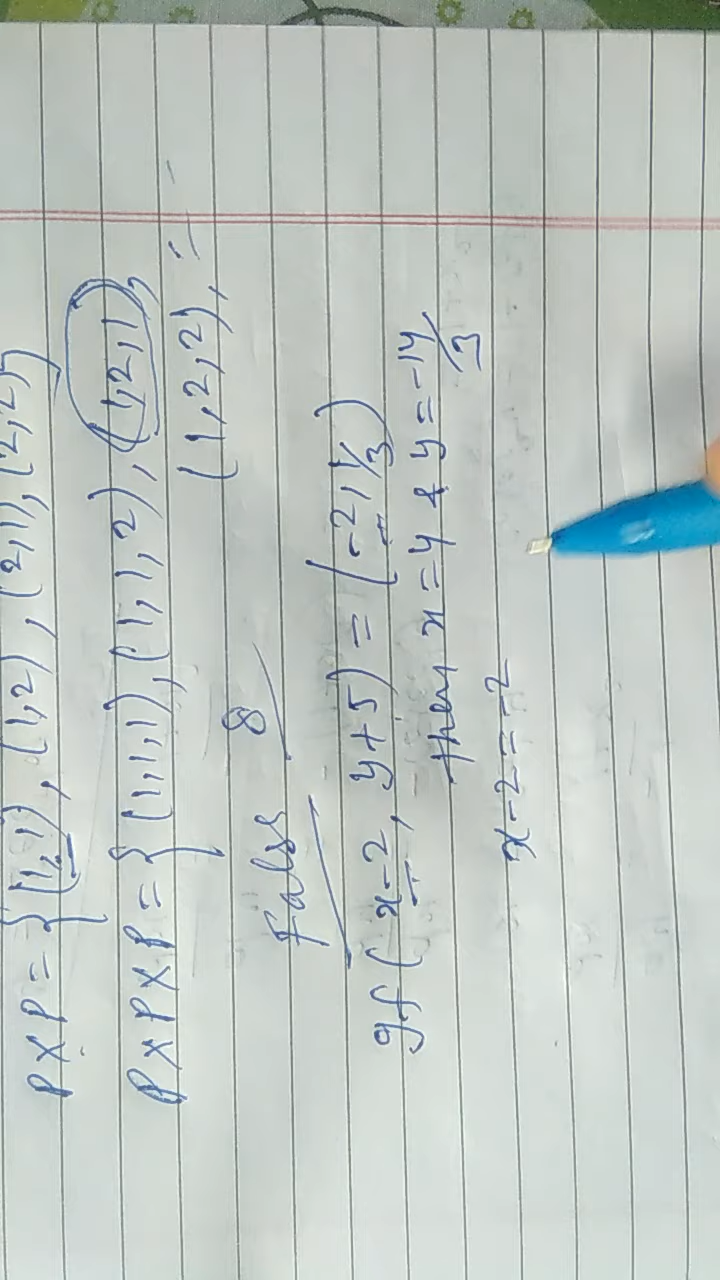 P×P = {(1,1), (1,2), (2,1), (2,2)}
P×P×P = {(1,1,1), (1,1,2), (1,2,1),
(1,2,2), -
8
False
If (x-2, y+5) = (-2, 1/3)
then x=4 & y = -14/3
x-2=-2